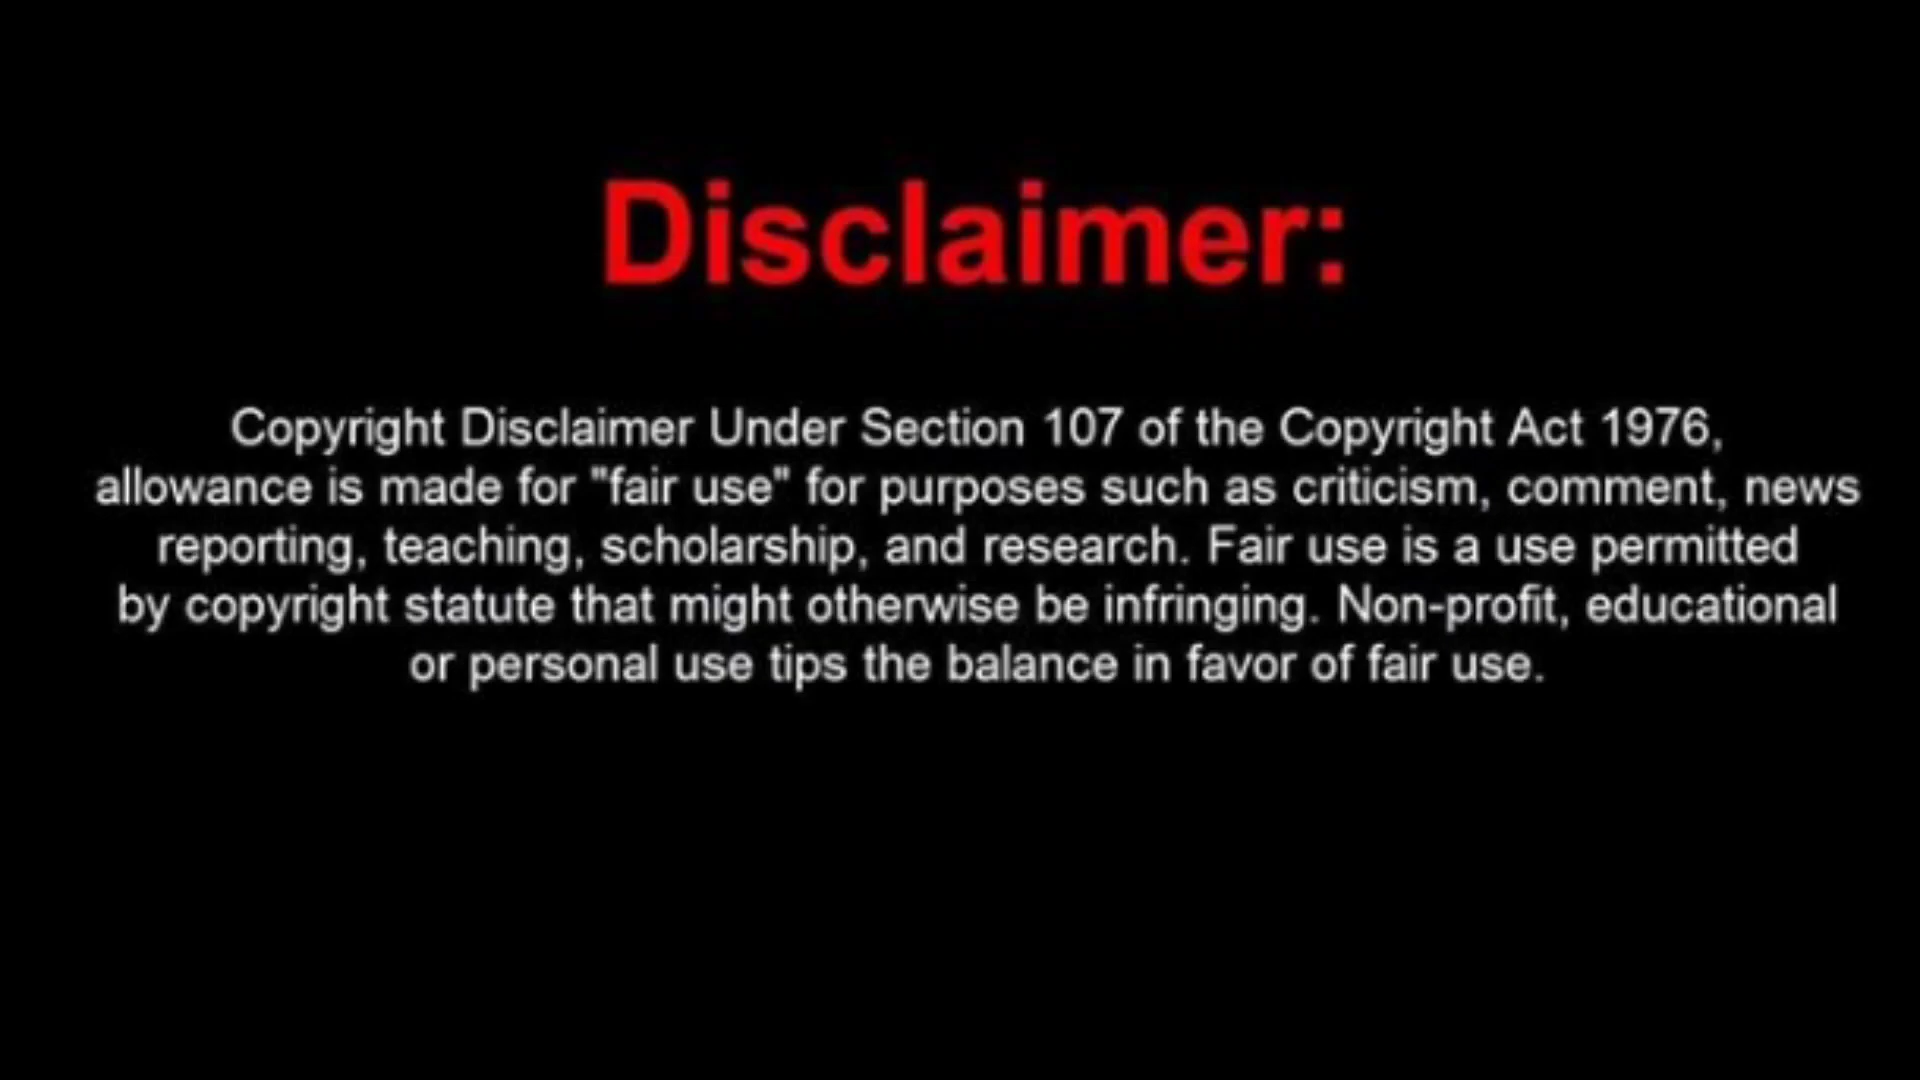 Disclaimer:
Copyright Disclaimer Under Section 107 of the Copyright Act 1976,
allowance is made for "fair use" for purposes such as criticism, comment, news
reporting, teaching, scholarship, and research. Fair use is a use permitted
by copyright statute that might otherwise be infringing. Non-profit, educational
or personal use tips the balance in favor of fair use.